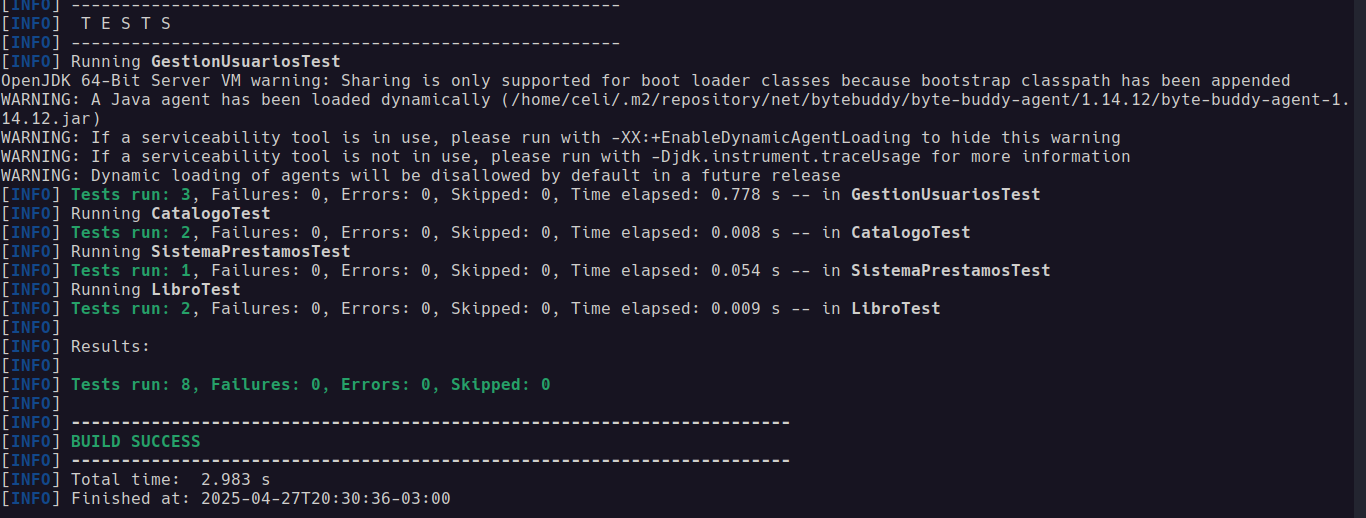 [INFO] -------------------------------------------------------
[INFO]  T E S T S
[INFO] -------------------------------------------------------
[INFO] Running GestionUsuariosTest
OpenJDK 64-Bit Server VM warning: Sharing is only supported for boot loader classes because bootstrap classpath has been appended
WARNING: A Java agent has been loaded dynamically (/home/celi/.m2/repository/net/bytebuddy/byte-buddy-agent/1.14.12/byte-buddy-agent-1.
14.12.jar)
WARNING: If a serviceability tool is in use, please run with -XX:+EnableDynamicAgentLoading to hide this warning
WARNING: If a serviceability tool is not in use, please run with -Djdk.instrument.traceUsage for more information
WARNING: Dynamic loading of agents will be disallowed by default in a future release
[INFO] Tests run: 3, Failures: 0, Errors: 0, Skipped: 0, Time elapsed: 0.778 s -- in GestionUsuariosTest
[INFO] Running CatalogoTest
[INFO] Tests run: 2, Failures: 0, Errors: 0, Skipped: 0, Time elapsed: 0.008 s -- in CatalogoTest
[INFO] Running SistemaPrestamosTest
[INFO] Tests run: 1, Failures: 0, Errors: 0, Skipped: 0, Time elapsed: 0.054 s -- in SistemaPrestamosTest
[INFO] Running LibroTest
[INFO] Tests run: 2, Failures: 0, Errors: 0, Skipped: 0, Time elapsed: 0.009 s -- in LibroTest
[INFO]
[INFO] Results:
[INFO]
[INFO] Tests run: 8, Failures: 0, Errors: 0, Skipped: 0
[INFO]
[INFO] ------------------------------------------------------------------------
[INFO] BUILD SUCCESS
[INFO] ------------------------------------------------------------------------
[INFO] Total time:  2.983 s
[INFO] Finished at: 2025-04-27T20:30:36-03:00